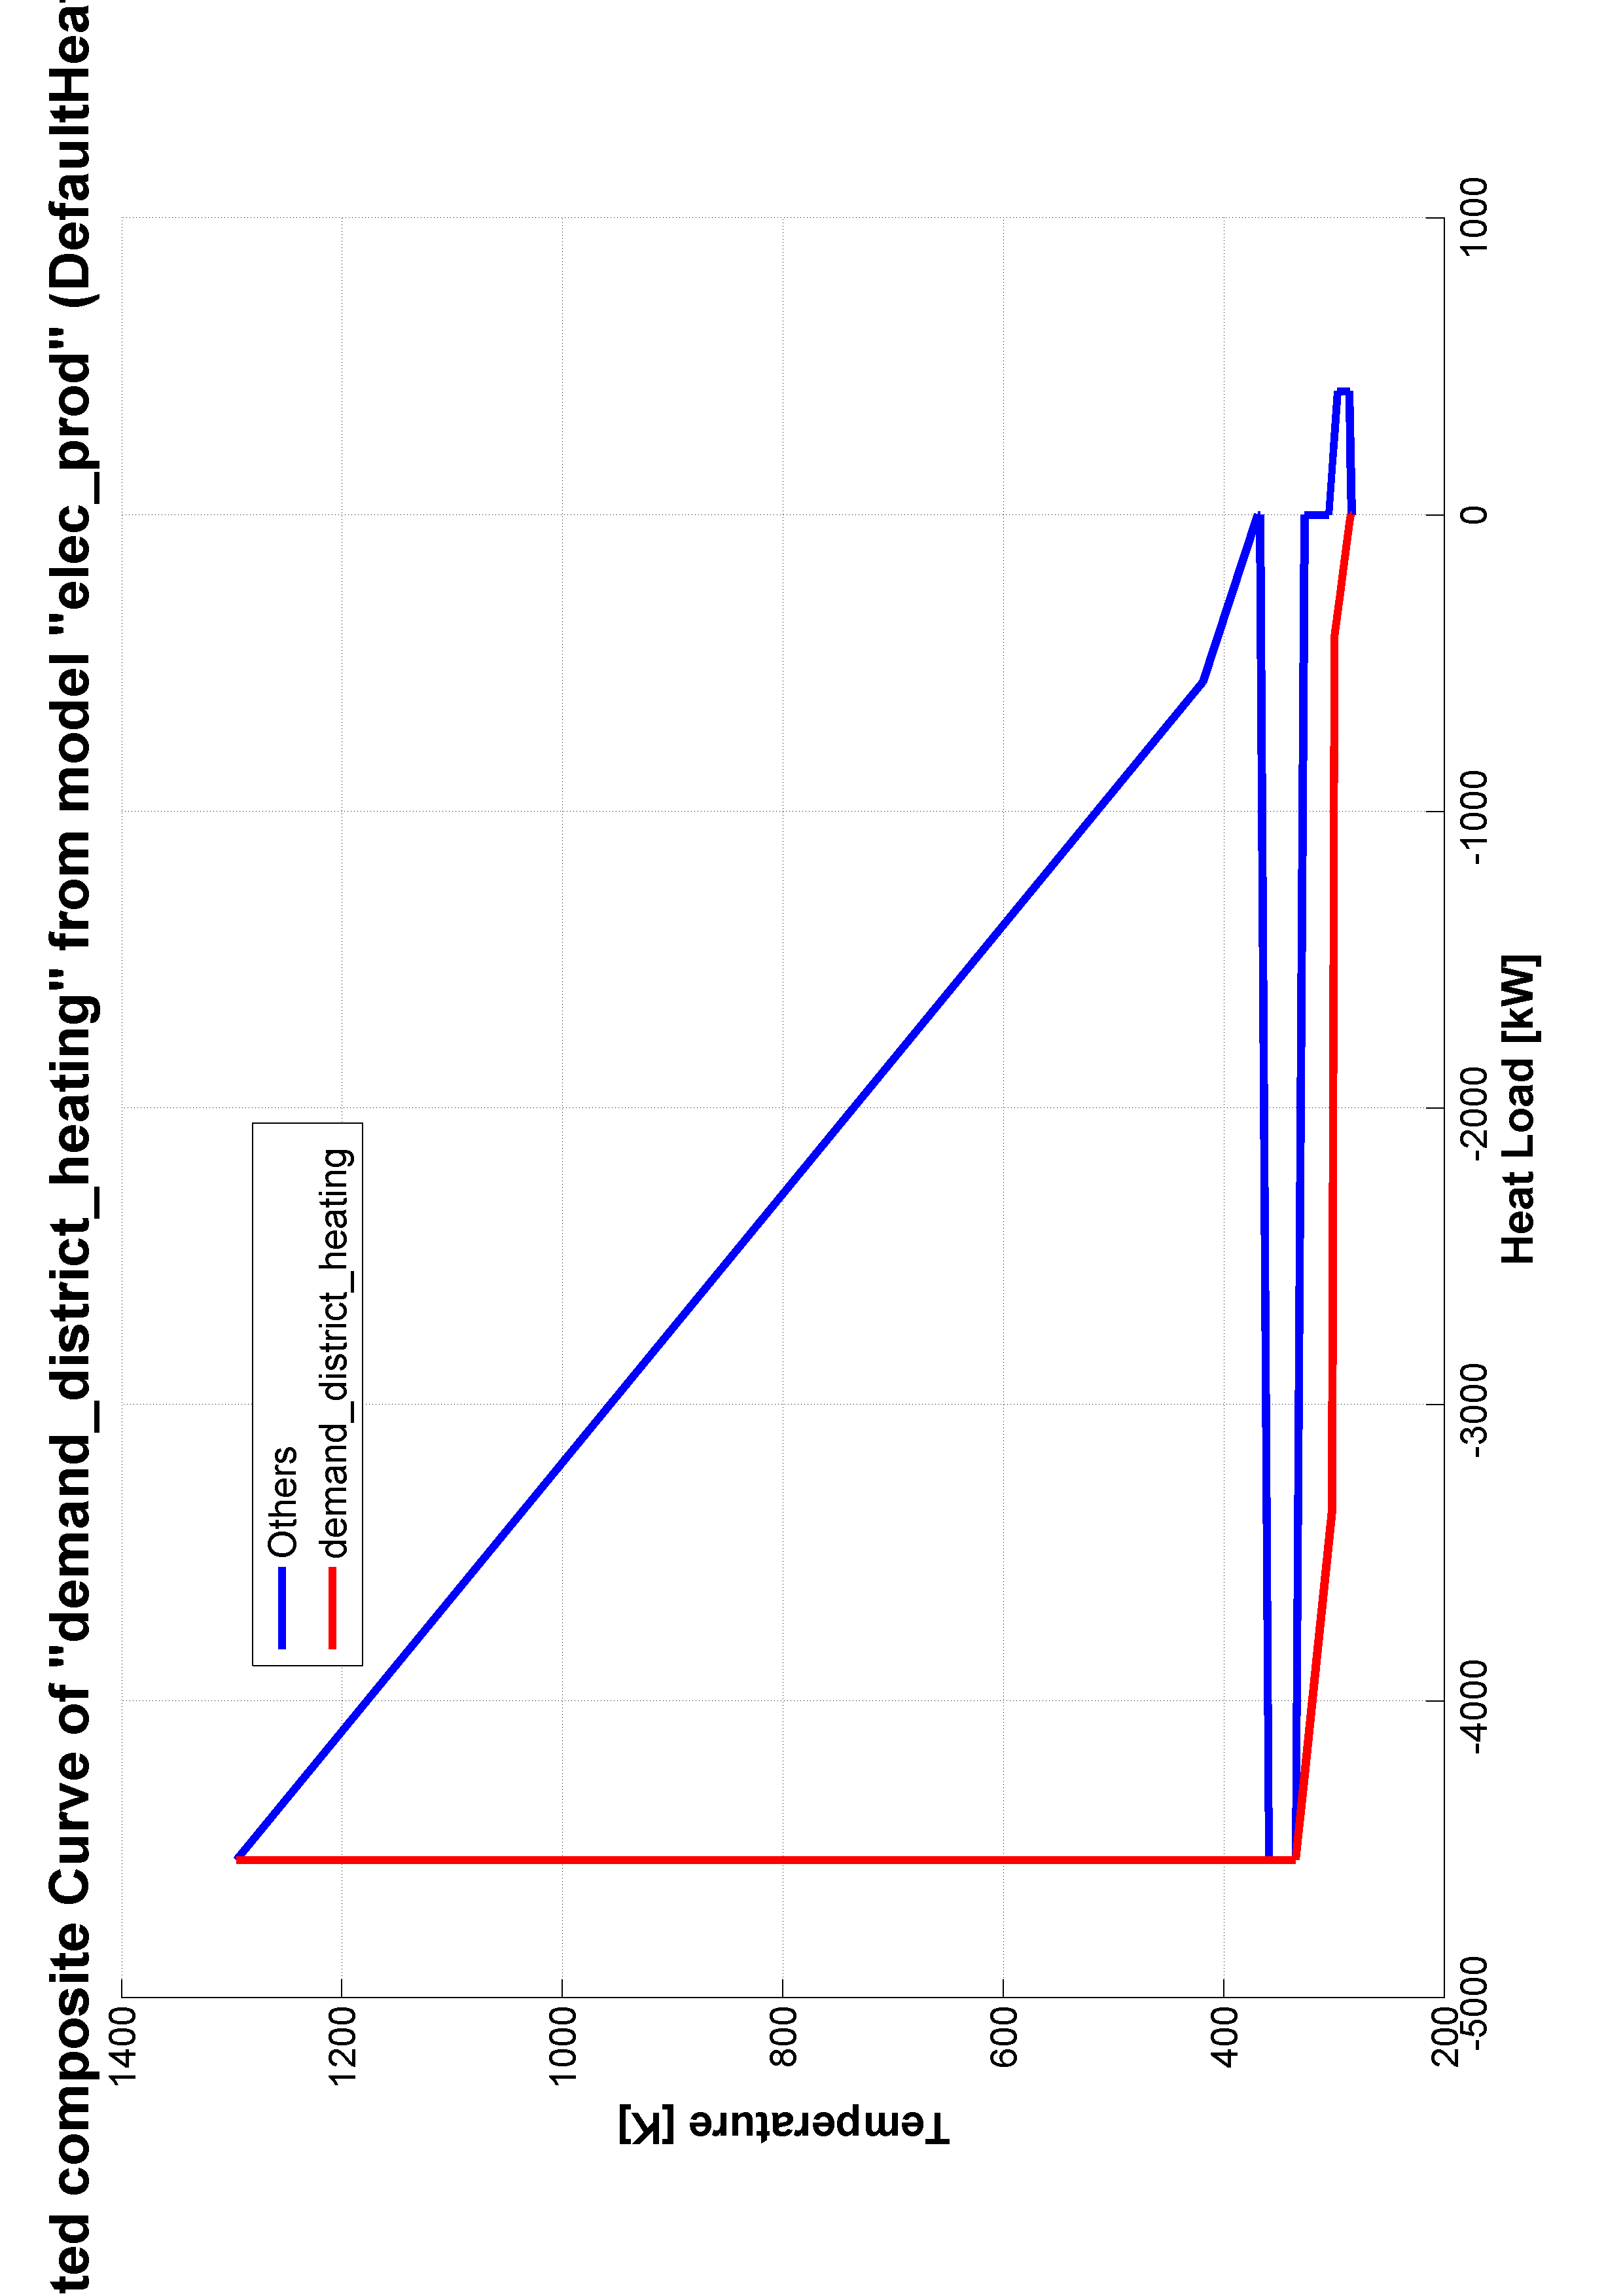 ted composite Curve of "demand_district_heating" from model "elec_prod" (DefaultHea
Others
demand_district_heating
Temperature [K]
1400
1200
1000
800
600
400
200
-5000
-4000
-3000
-2000
-1000
0
1000
Heat Load [kW]